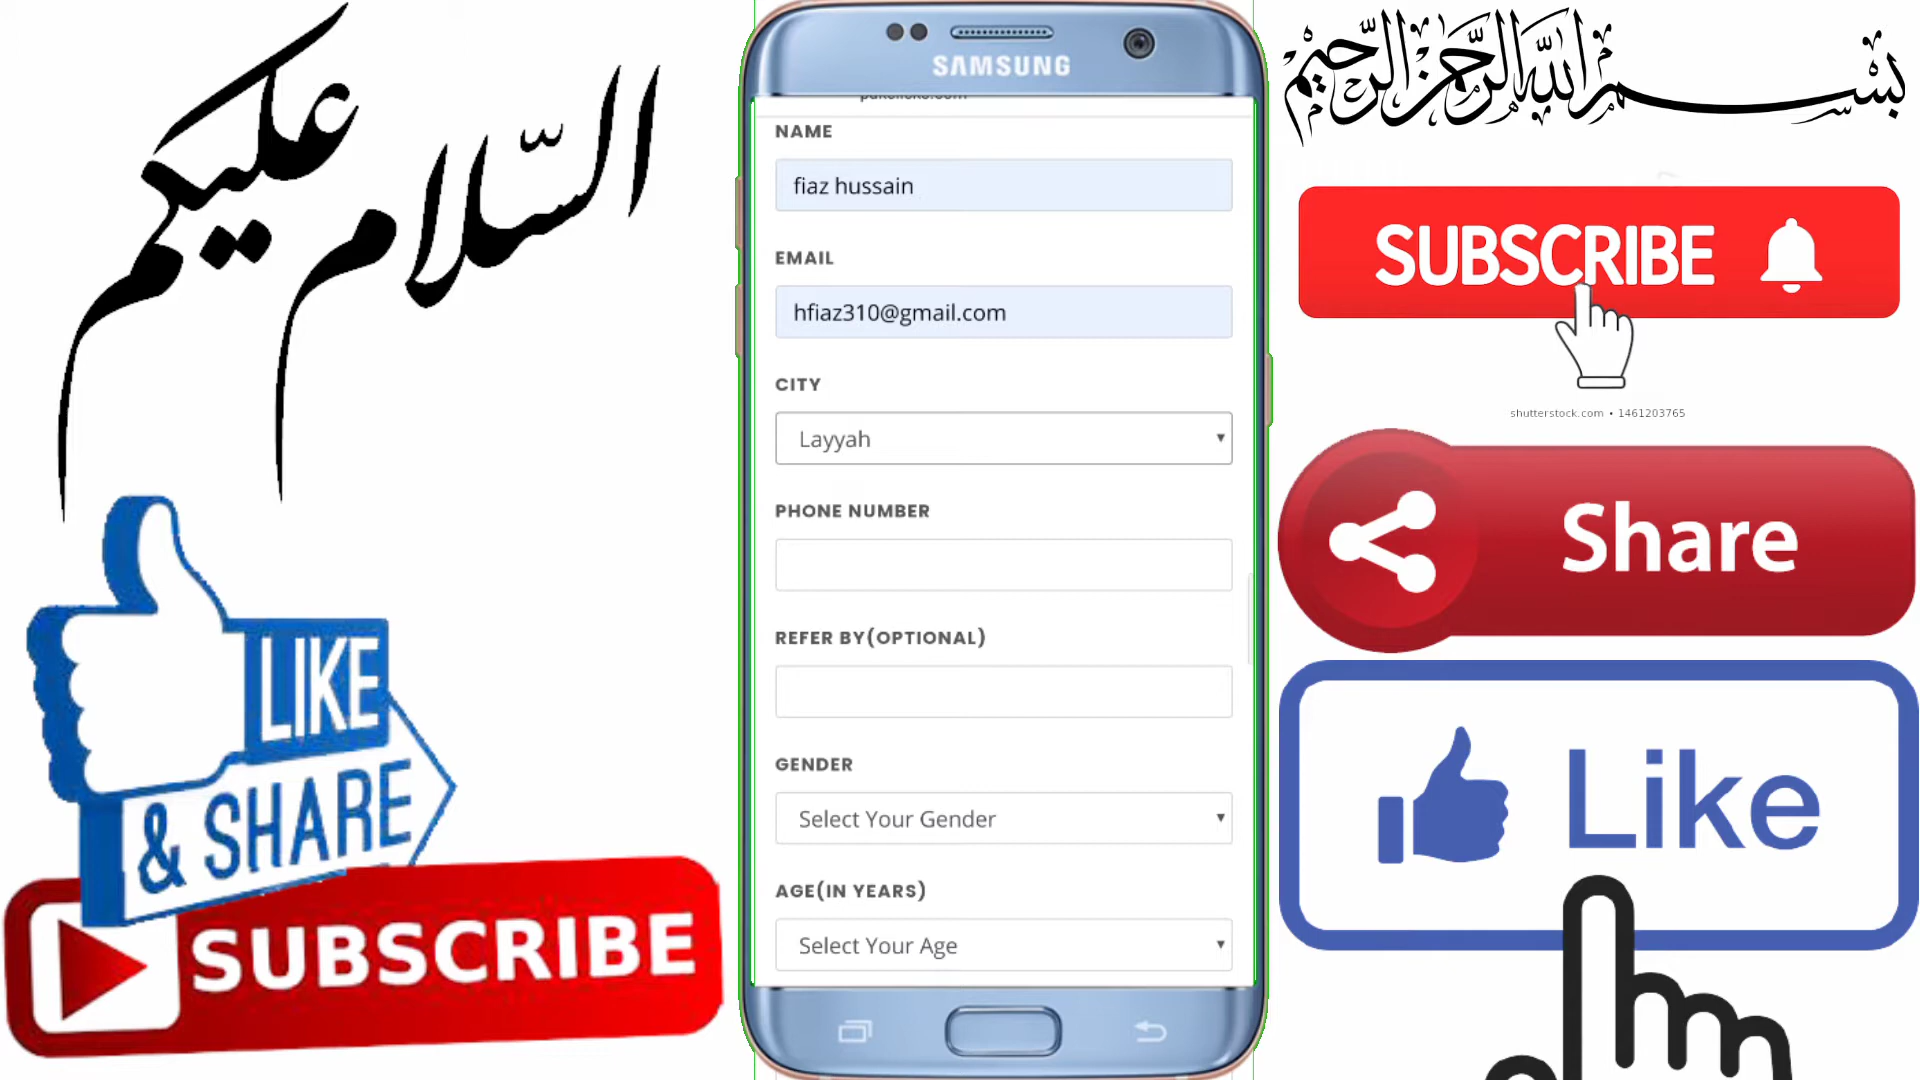 السلام علیکم
LIKE
& SHARE
SUBSCRIBE
SAMSUNG
NAME
fiaz hussain
EMAIL
hfiaz310@gmail.com
CITY
Layyah
PHONE NUMBER
REFER BY(OPTIONAL)
GENDER
Select Your Gender
AGE(IN YEARS)
Select Your Age
بسم الله الرحمن الرحيم
SUBSCRIBE
shutterstock.com • 1461203765
Share
Like